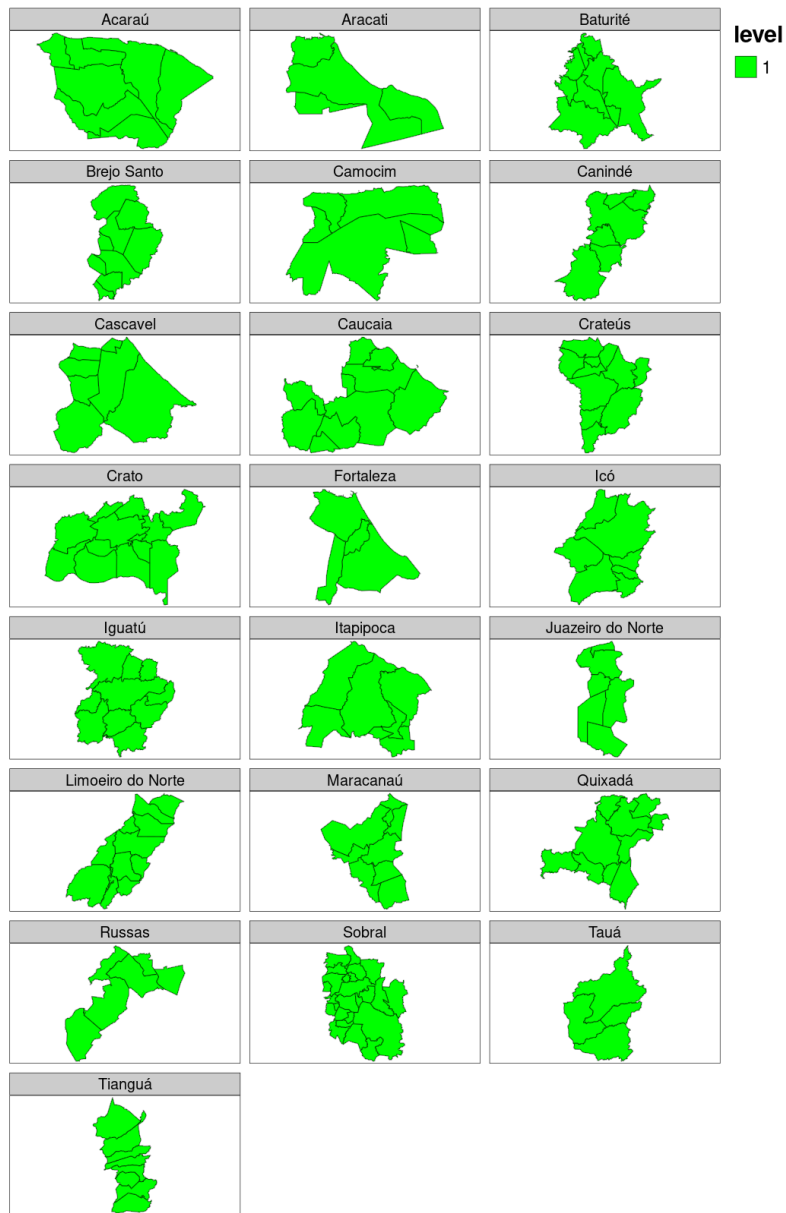 Acaraú
Aracati
Baturité
level
1
Brejo Santo
Camocim
Canindé
Cascavel
Caucaia
Crateús
Crato
Fortaleza
Icó
Iguatú
Itapipoca
Juazeiro do Norte
Limoeiro do Norte
Maracanaú
Quixadá
Russas
Sobral
Tauá
Tianguá